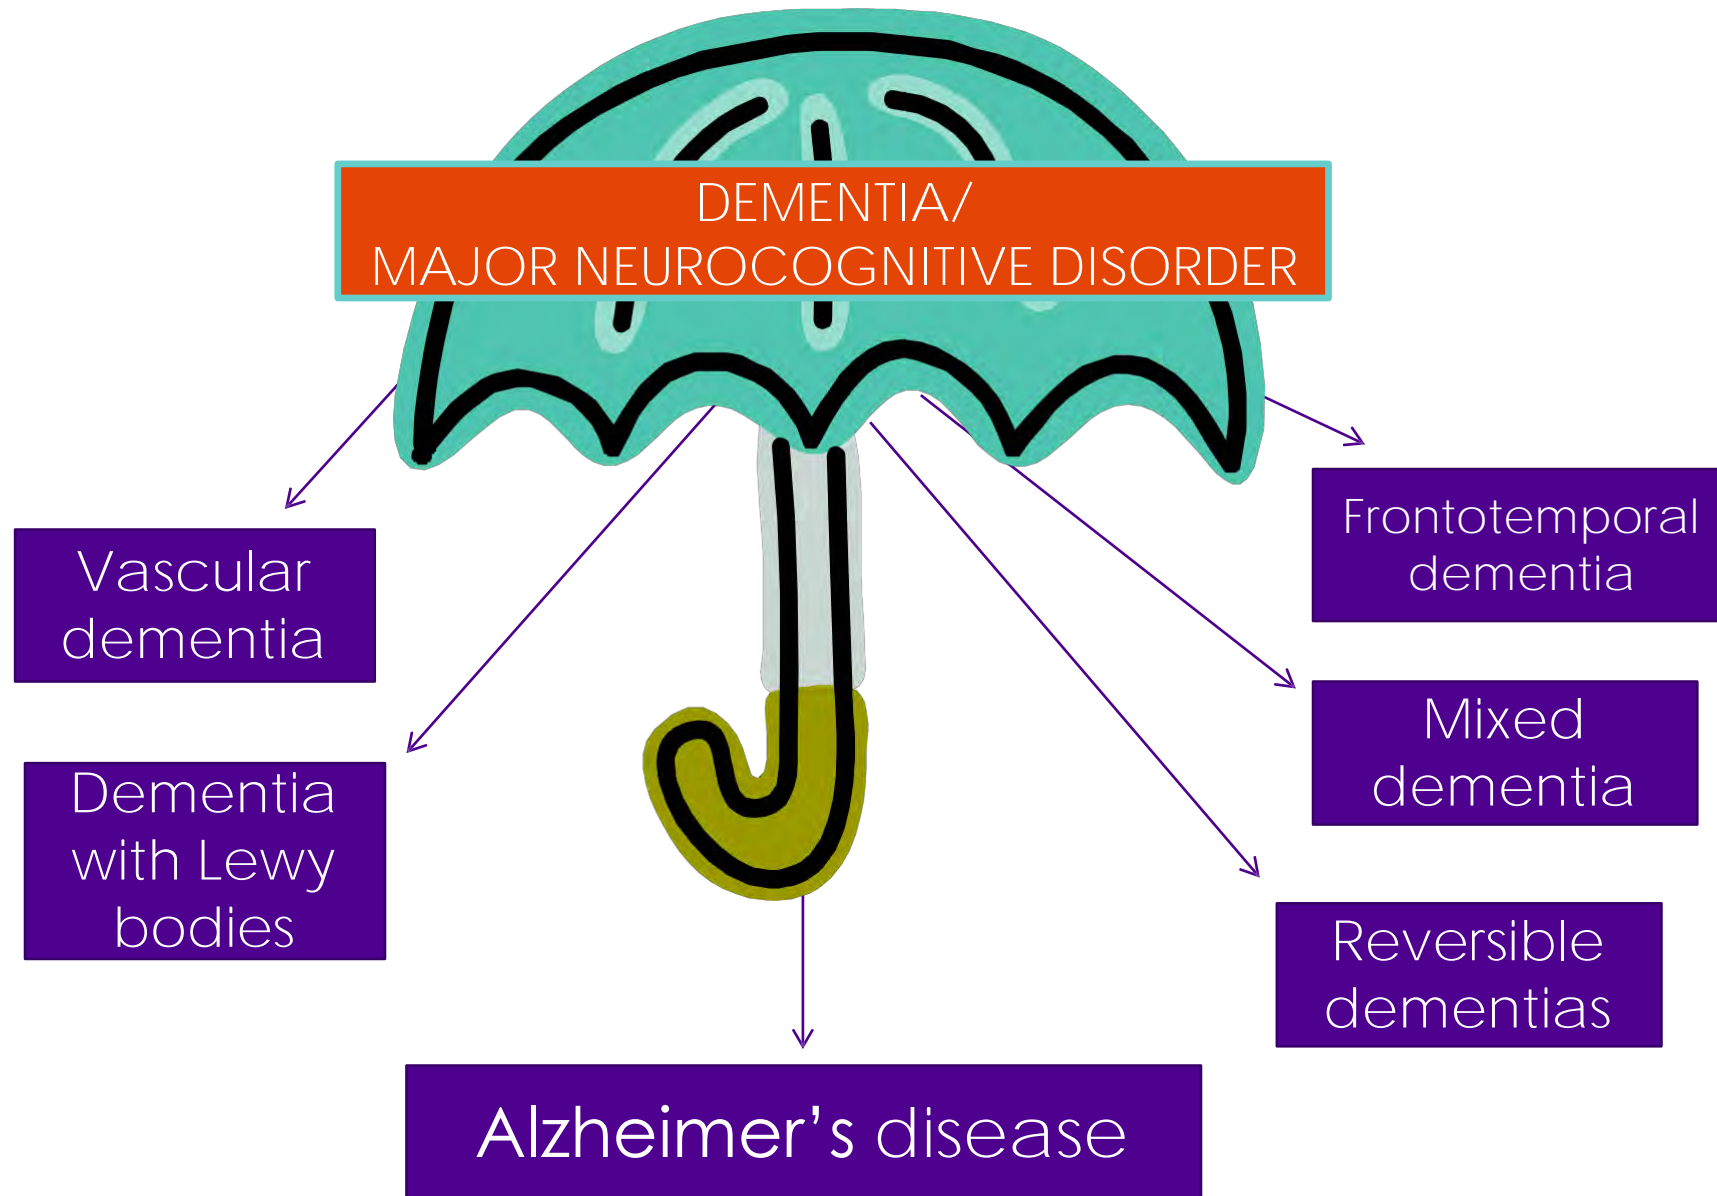 DEMENTIA/
MAJOR NEUROCOGNITIVE DISORDER
Vascular
dementia
Dementia
with Lewy
bodies
Alzheimer’s disease
Frontotemporal
dementia
Mixed
dementia
Reversible
dementias